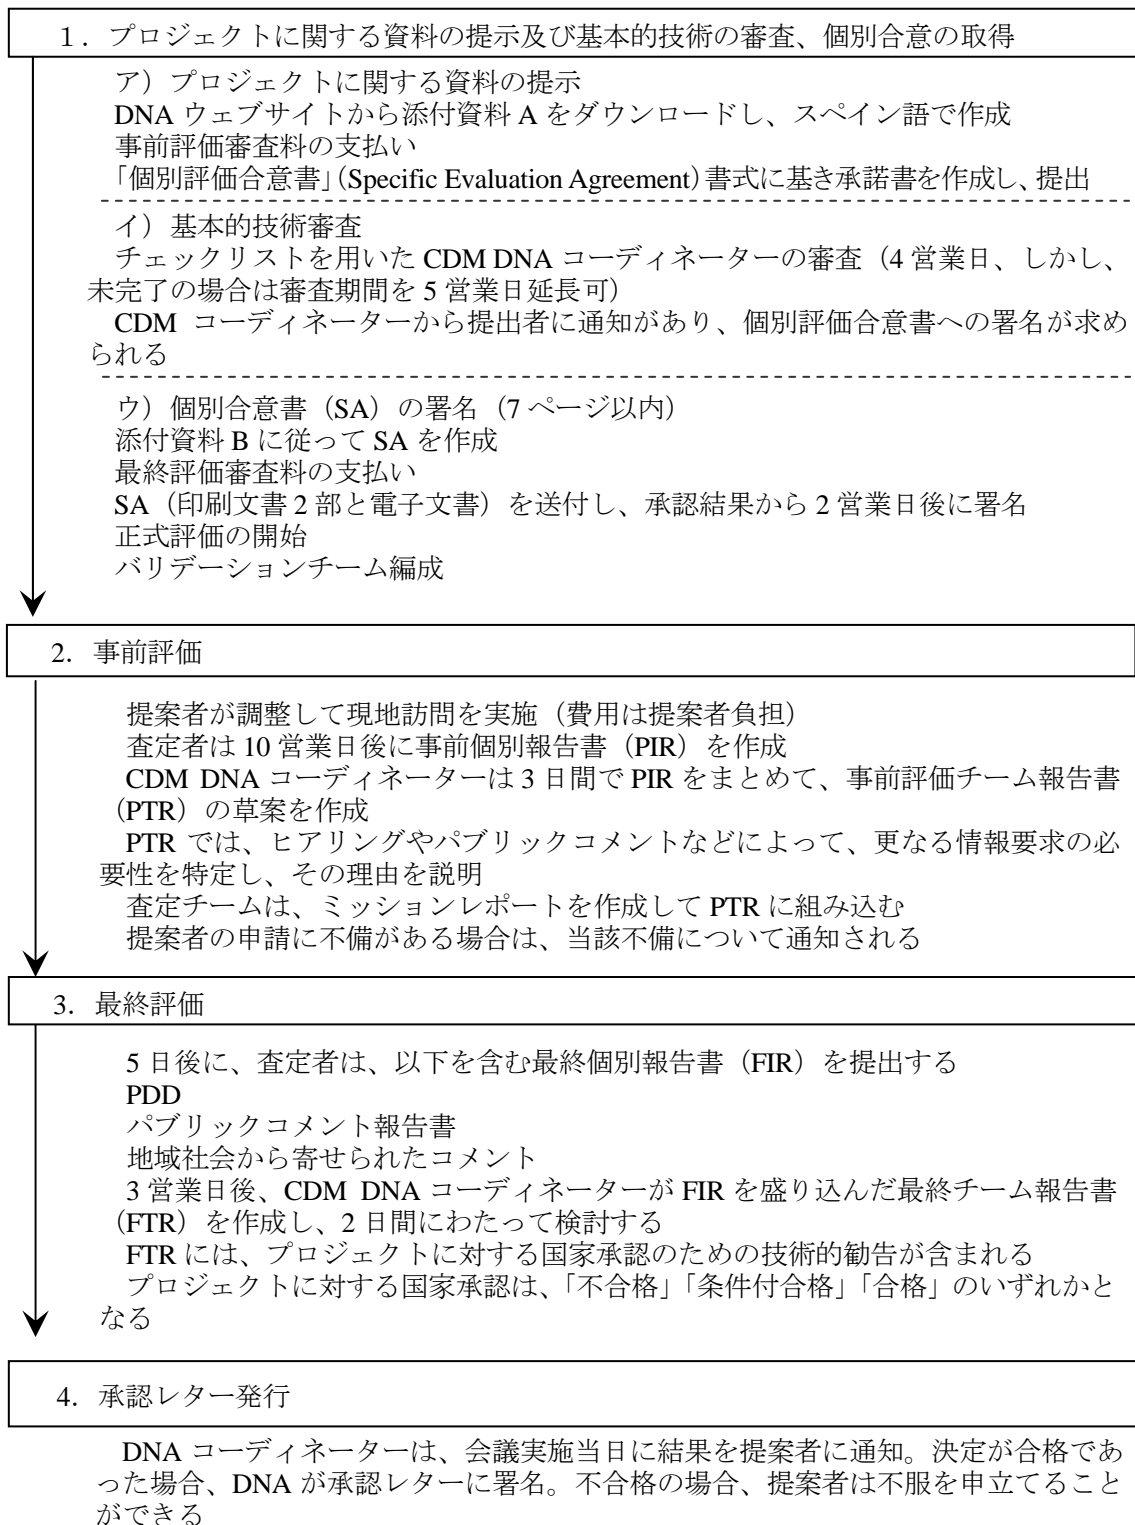 １．プロジェクトに関する資料の提示及び基本的技術の審査、個別合意の取得
ア）プロジェクトに関する資料の提示
DNA ウェブサイトから添付資料 A をダウンロードし、スペイン語で作成
事前評価審査料の支払い
「個別評価合意書」（Specific Evaluation Agreement）書式に基き承諾書を作成し、提出
イ）基本的技術審査
チェックリストを用いた CDM DNA コーディネーターの審査（4 営業日、しかし、
未完了の場合は審査期間を 5 営業日延長可）
CDM コーディネーターから提出者に通知があり、個別評価合意書への署名が求め
られる
ウ）個別合意書（SA）の署名（7 ページ以内）
添付資料 B に従って SA を作成
最終評価審査料の支払い
SA（印刷文書 2 部と電子文書）を送付し、承認結果から 2 営業日後に署名
正式評価の開始
バリデーションチーム編成
2．事前評価
提案者が調整して現地訪問を実施（費用は提案者負担）
査定者は 10 営業日後に事前個別報告書（PIR）を作成
CDM DNA コーディネーターは 3 日間で PIR をまとめて、事前評価チーム報告書
（PTR）の草案を作成
PTR では、ヒアリングやパブリックコメントなどによって、更なる情報要求の必
要性を特定し、その理由を説明
査定チームは、ミッションレポートを作成して PTR に組み込む
提案者の申請に不備がある場合は、当該不備について通知される
3．最終評価
5 日後に、査定者は、以下を含む最終個別報告書（FIR）を提出する
PDD
パブリックコメント報告書
地域社会から寄せられたコメント
3 営業日後、CDM DNA コーディネーターが FIR を盛り込んだ最終チーム報告書
（FTR）を作成し、2 日間にわたって検討する
FTR には、プロジェクトに対する国家承認のための技術的勧告が含まれる
プロジェクトに対する国家承認は、「不合格」「条件付合格」「合格」のいずれかと
なる
4．承認レター発行
DNA コーディネーターは、会議実施当日に結果を提案者に通知。決定が合格であ
った場合、DNA が承認レターに署名。不合格の場合、提案者は不服を申立てること
ができる